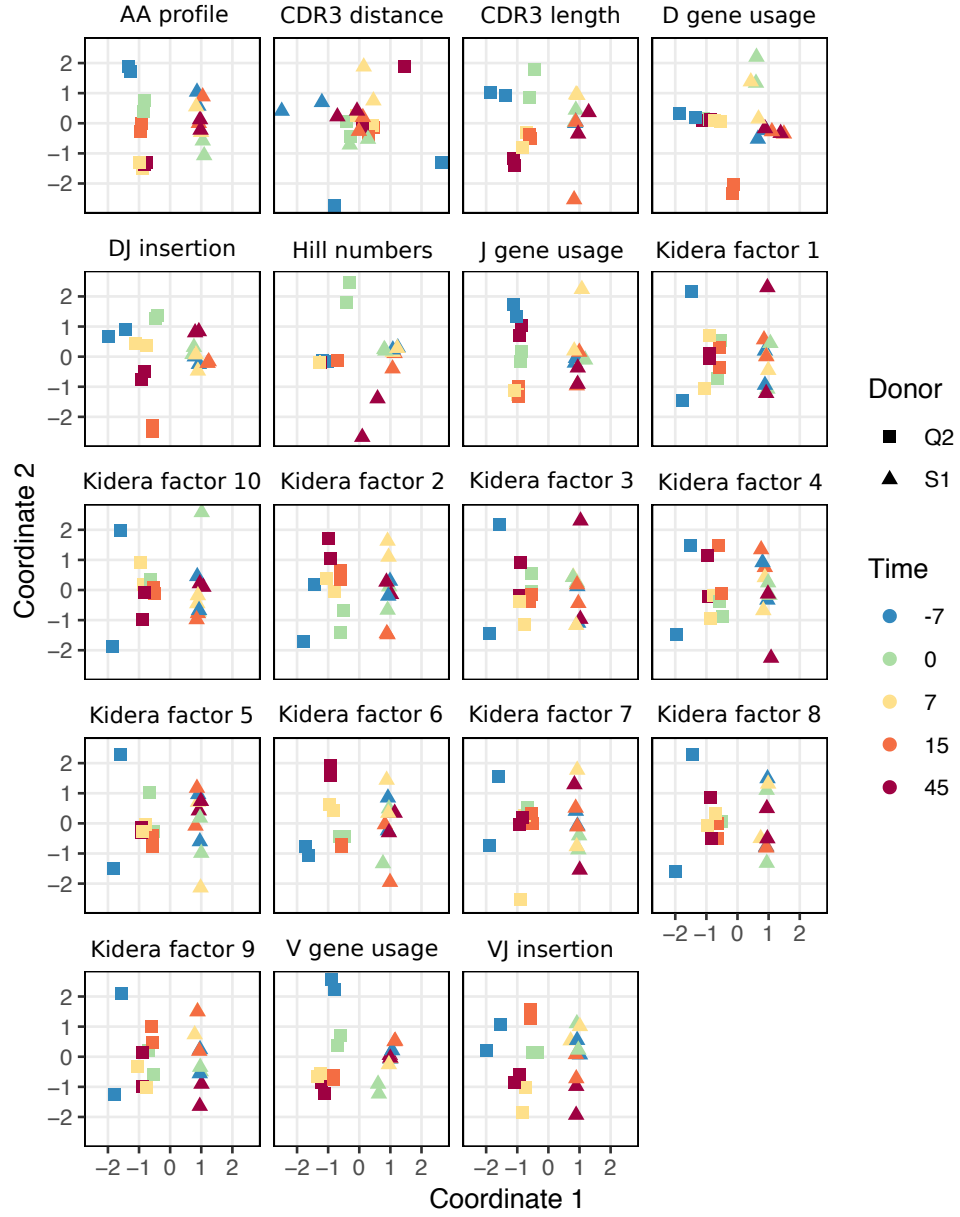 AA profile
CDR3 distance
CDR3 length
D gene usage
2
1
0
−1
−2
DJ insertion
Hill numbers
J gene usage
Kidera factor 1
2
1
0
−1
−2
Kidera factor 10
Kidera factor 2
Kidera factor 3
Kidera factor 4
2
1
0
−1
−2
Kidera factor 5
Kidera factor 6
Kidera factor 7
Kidera factor 8
2
1
0
−1
−2
−2 −1 0 1 2
Kidera factor 9
V gene usage
VJ insertion
2
1
0
−1
−2
−2 −1 0 1 2
−2 −1 0 1 2
−2 −1 0 1 2
Coordinate 1
Coordinate 2
Donor
Q2
S1
Time
-7
0
7
15
45